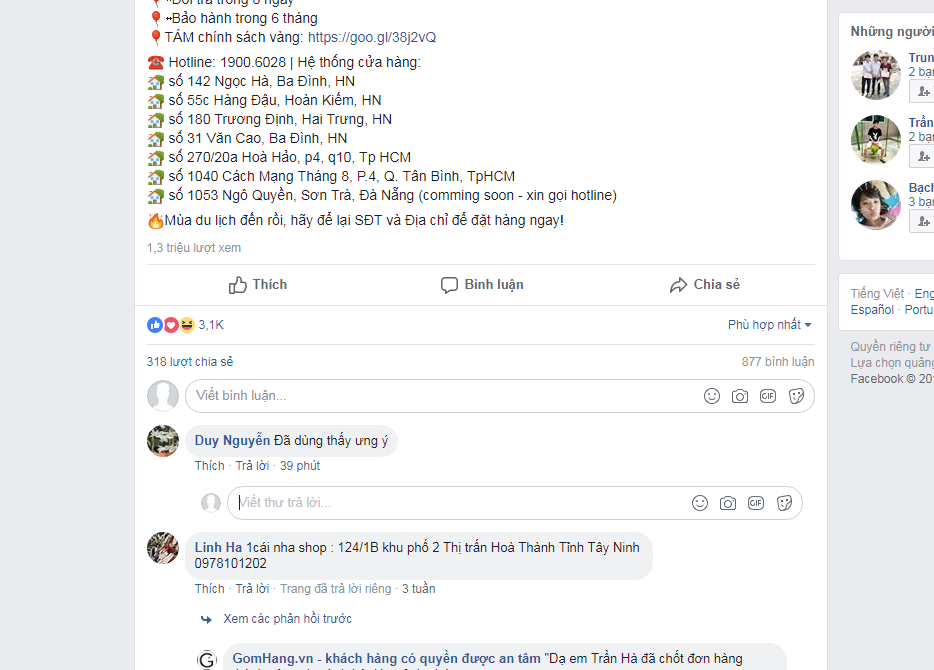 📍↔Đổi trả trong 6 ngày
📍↔Bảo hành trong 6 tháng
📍TÁM chính sách vàng: https://goo.gl/38j2vQ
☎️ Hotline: 1900.6028 | Hệ thống cửa hàng:
🏡 số 142 Ngọc Hà, Ba Đình, HN
🏡 số 55c Hàng Đậu, Hoàn Kiếm, HN
🏡 số 180 Trương Định, Hai Trưng, HN
🏡 số 31 Văn Cao, Ba Đình, HN
🏡 số 270/20a Hoà Hảo, p4, q10, Tp HCM
🏡 số 1040 Cách Mạng Tháng 8, P.4, Q. Tân Bình, TpHCM
🏡 số 1053 Ngô Quyền, Sơn Trà, Đà Nẵng (comming soon - xin gọi hotline)
🔥Mùa du lịch đến rồi, hãy để lại SĐT và Địa chỉ để đặt hàng ngay!
1,3 triệu lượt xem
Thích
Bình luận
Chia sẻ
3,1K
Phù hợp nhất
318 lượt chia sẻ
877 bình luận
Viết bình luận...
GIF
Duy Nguyễn Đã dùng thấy ưng ý
Thích · Trả lời · 39 phút
Viết thư trả lời...
GIF
Linh Ha 1cái nha shop : 124/1B khu phố 2 Thị trấn Hoà Thành Tỉnh Tây Ninh
0978101202
Thích · Trả lời · Trang đã trả lời riêng · 3 tuần
Xem các phản hồi trước
G
GomHang.vn - khách hàng có quyền được an tâm "Dạ em Trần Hà đã chốt đơn hàng
Những người
Trun
2 bạ
Trần
2 bạ
Bạch
3 bạ
Tiếng Việt · Eng
Español · Portu
Quyền riêng tư
Lựa chọn quảng
Facebook © 20